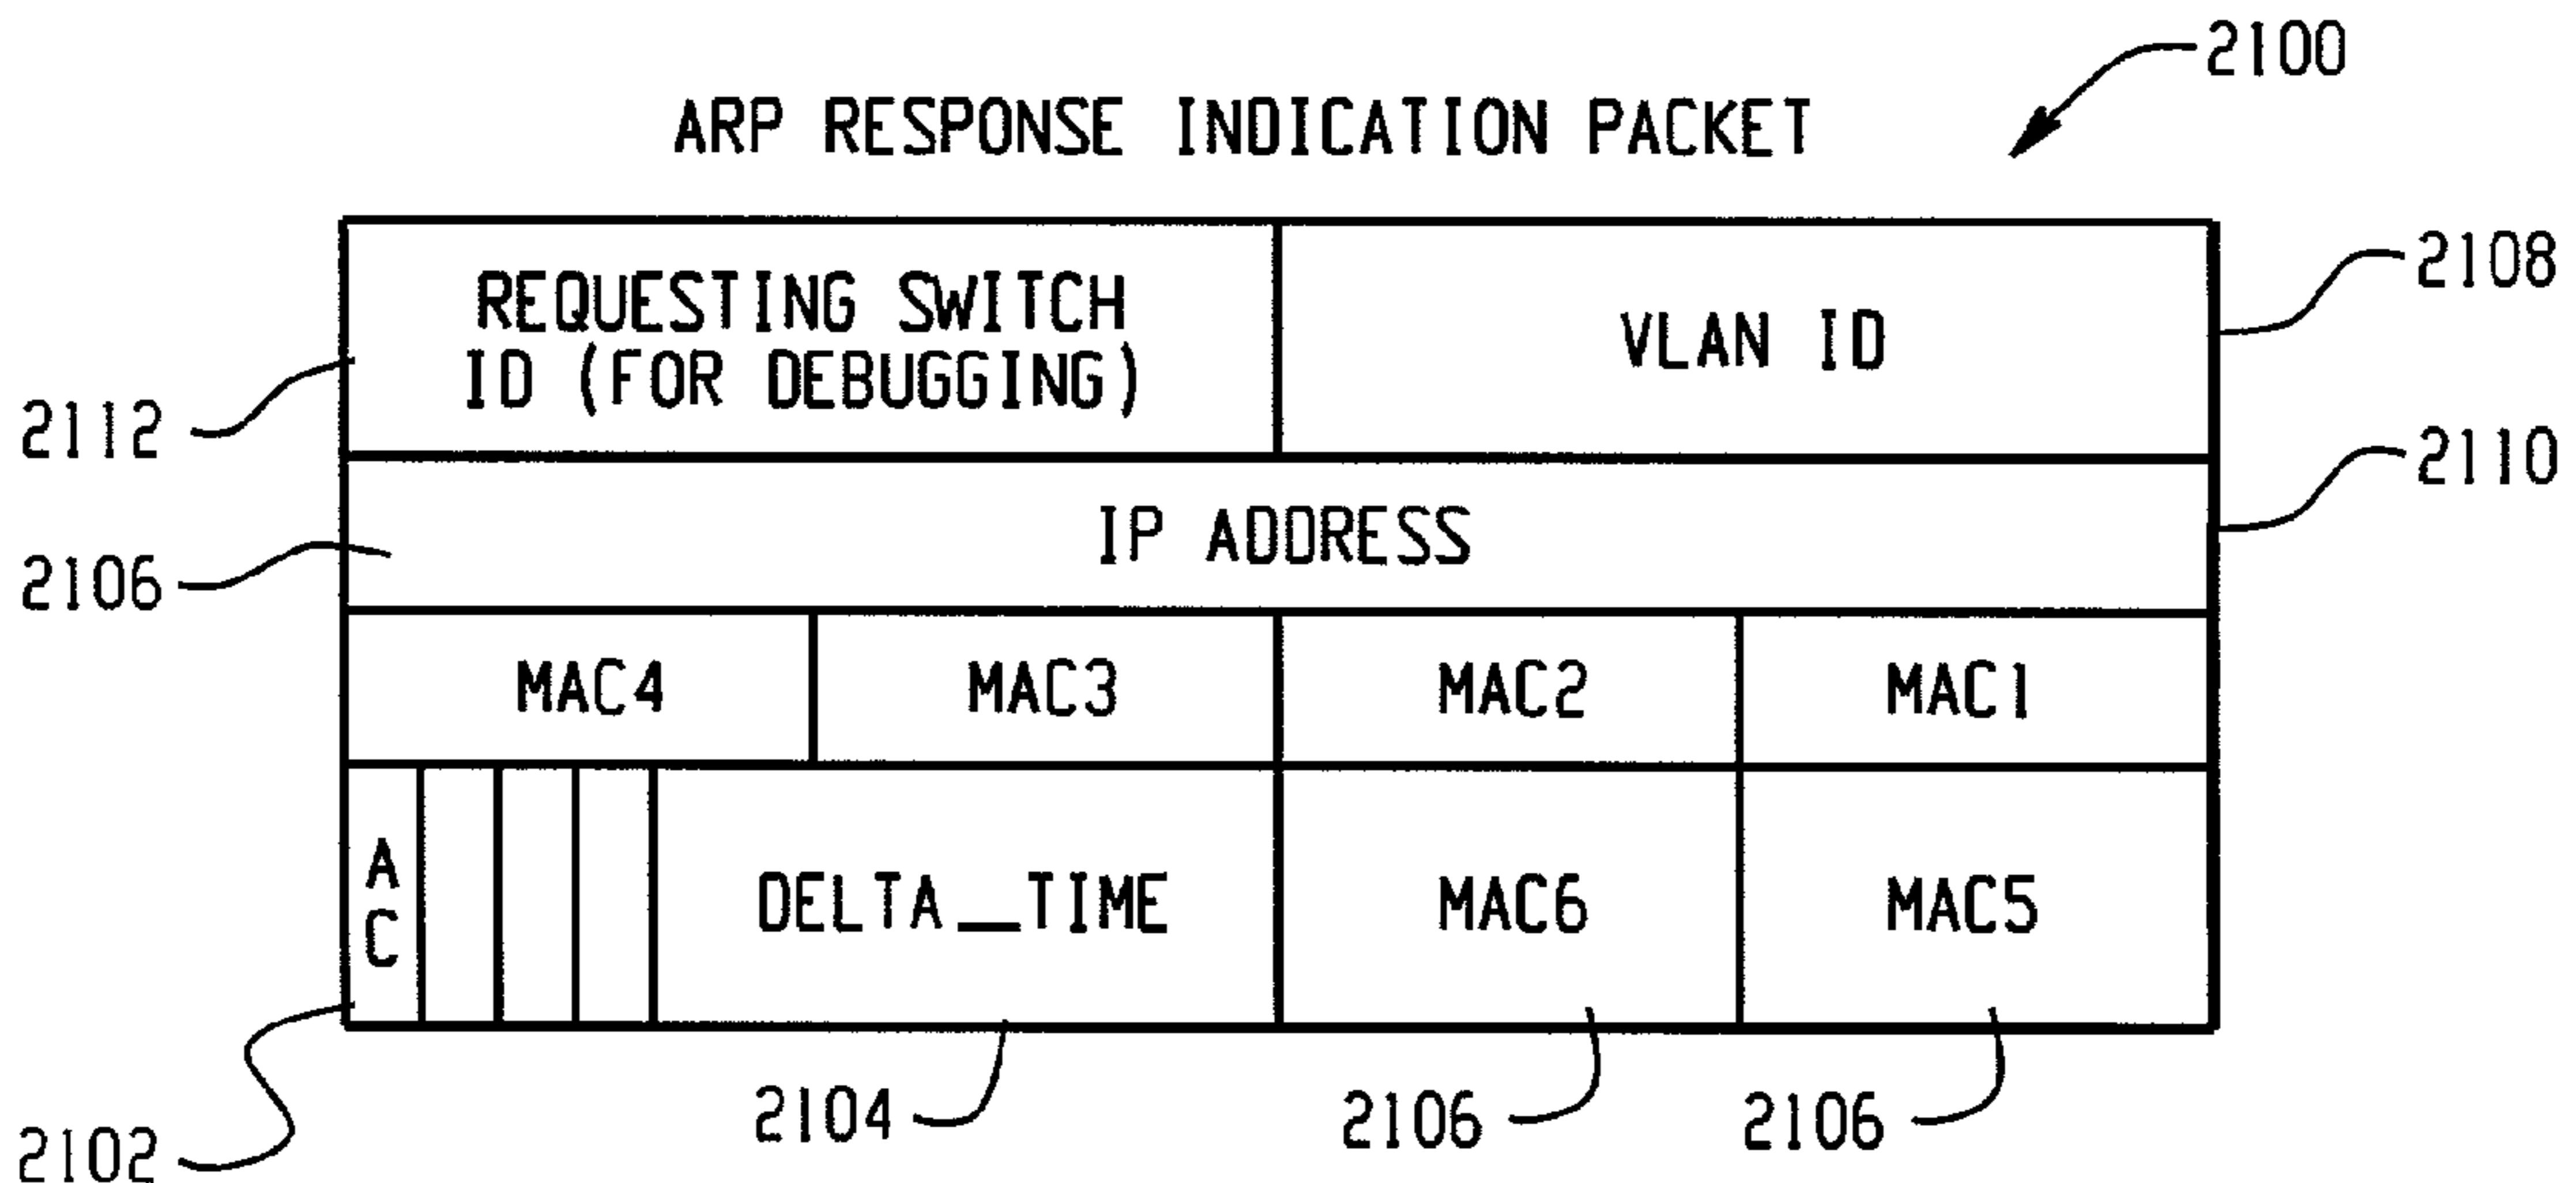 2100
ARP RESPONSE INDICATION PACKET
REQUESTING SWITCH
ID (FOR DEBUGGING)
VLAN ID
2108
2112
2110
IP ADDRESS
2106
MAC4 MAC3 MAC2 MAC1
A
C
DELTA_TIME MAC6 MAC5
2104 2106 2106
2102